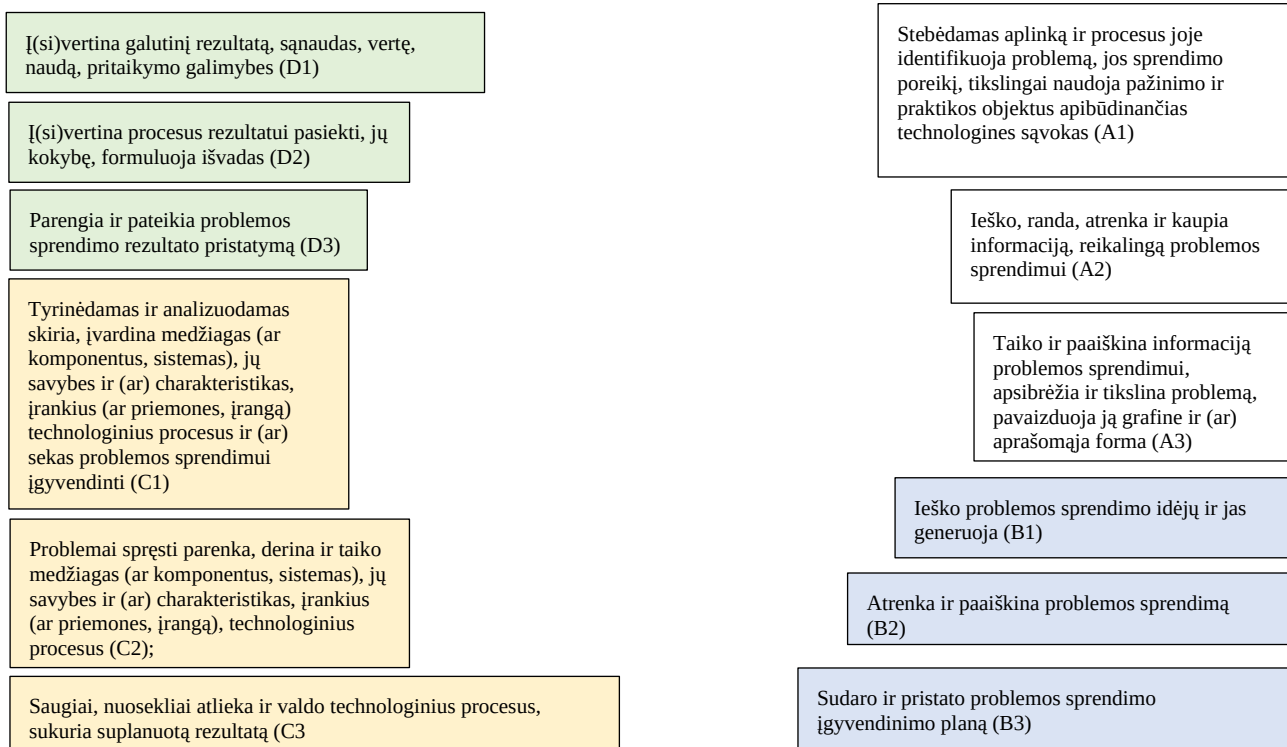 Į(si)vertina galutinį rezultatą, sąnaudas, vertę,
naudą, pritaikymo galimybes (D1)
Į(si)vertina procesus rezultatui pasiekti, jų
kokybę, formuluoja išvadas (D2)
Parengia ir pateikia problemos
sprendimo rezultato pristatymą (D3)
Tyrinėdamas ir analizuodamas
skiria, įvardina medžiagas (ar
komponentus, sistemas), jų
savybes ir (ar) charakteristikas,
įrankius (ar priemones, įrangą)
technologinius procesus ir (ar)
sekas problemos sprendimui
įgyvendinti (C1)
Problemai spręsti parenka, derina ir taiko
medžiagas (ar komponentus, sistemas), jų
savybes ir (ar) charakteristikas, įrankius
(ar priemones, įrangą), technologinius
procesus (C2);
Saugiai, nuosekliai atlieka ir valdo technologinius procesus,
sukuria suplanuotą rezultatą (C3
Stebėdamas aplinką ir procesus joje
identifikuoja problemą, jos sprendimo
poreikį, tikslingai naudoja pažinimo ir
praktikos objektus apibūdinančias
technologines sąvokas (A1)
Ieško, randa, atrenka ir kaupia
informaciją, reikalingą problemos
sprendimui (A2)
Taiko ir paaiškina informaciją
problemos sprendimui,
apsibrėžia ir tikslina problemą,
pavaizduoja ją grafine ir (ar)
aprašomąja forma (A3)
Ieško problemos sprendimo idėjų ir jas
generuoja (B1)
Atrenka ir paaiškina problemos sprendimą
(B2)
Sudaro ir pristato problemos sprendimo
įgyvendinimo planą (B3)